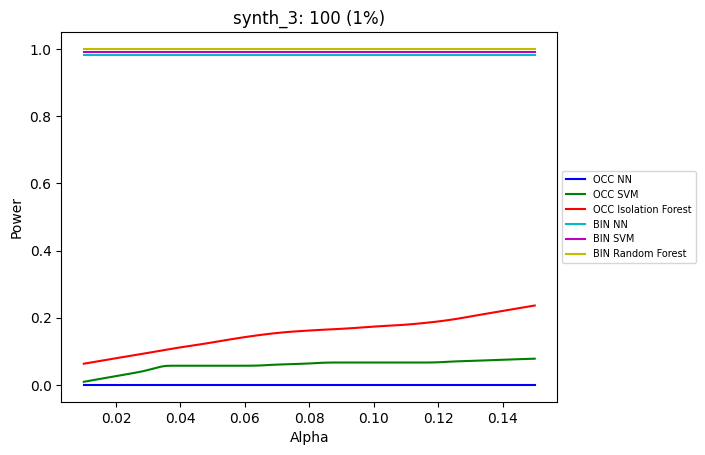 synth_3: 100 (1%)
Power
1.0
0.8
0.6
0.4
0.2
0.0
0.02
0.04
0.06
0.08
0.10
0.12
0.14
Alpha
OCC NN
OCC SVM
OCC Isolation Forest
BIN NN
BIN SVM
BIN Random Forest